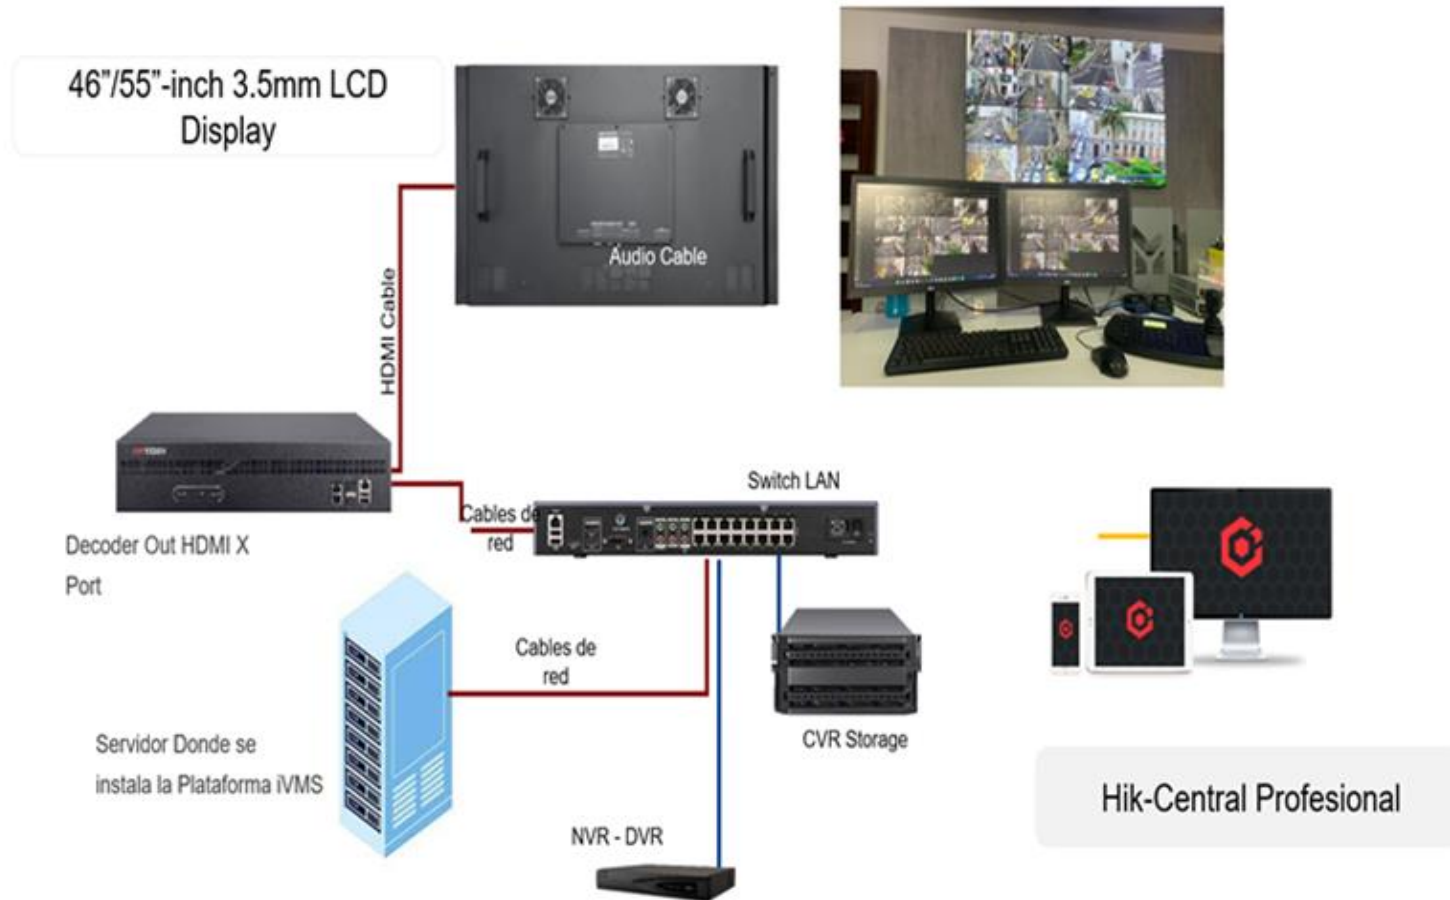 46”/55”-inch 3.5mm LCD
Display
Audio Cable
HDMI Cable
Switch LAN
Cables de
red
Decoder Out HDMI X
Port
Cables de
red
Servidor Donde se
instala la Plataforma iVMS
CVR Storage
NVR - DVR
Hik-Central Profesional